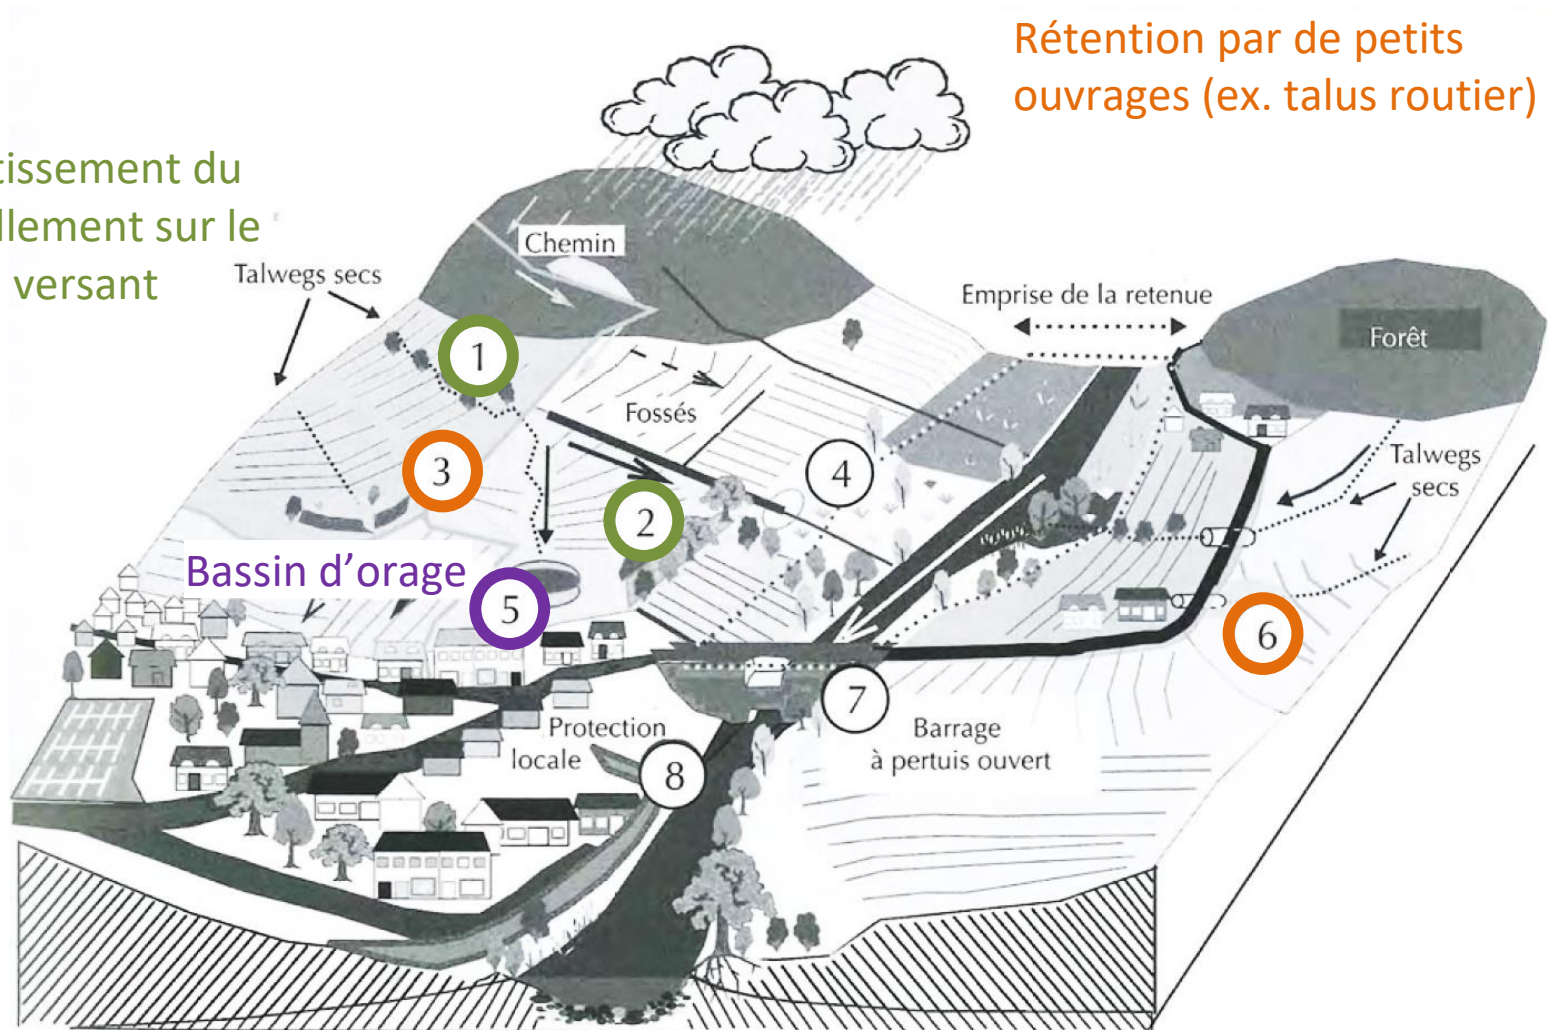 Rétention par de petits
ouvrages (ex. talus routier)
tissement du
llement sur le
versant
Talwegs secs
Chemin
Emprise de la retenue
Forêt
1
Fossés
3
4
Talwegs
secs
2
Bassin d'orage
5
6
7
Protection
locale
Barrage
à pertuis ouvert
8